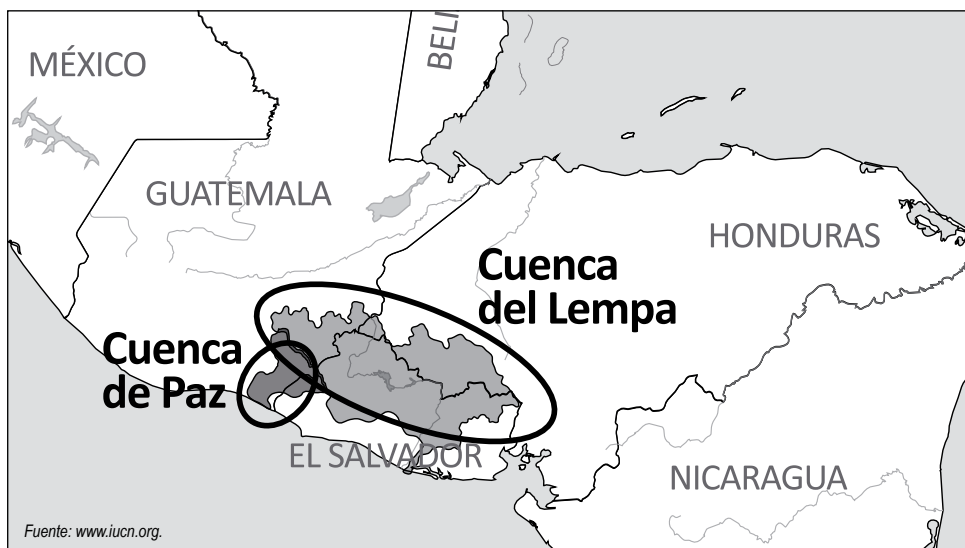 MÉXICO
BELI
GUATEMALA
HONDURAS
Cuenca
del Lempa
Cuenca
de Paz
EL SALVADOR
NICARAGUA
Fuente: www.iucn.org.